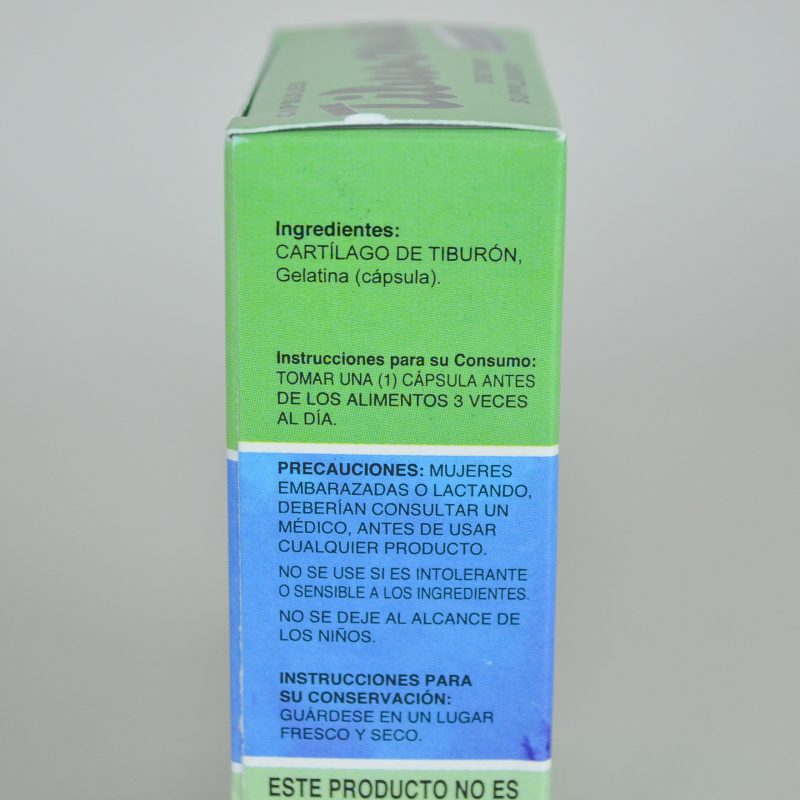 CAPSULES
DIETARY
SUPPLEMENT
Ingredientes:
CARTÍLAGO DE TIBURÓN,
Gelatina (cápsula).
Instrucciones para su Consumo:
TOMAR UNA (1) CÁPSULA ANTES
DE LOS ALIMENTOS 3 VECES
AL DÍA.
PRECAUCIONES: MUJERES
EMBARAZADAS O LACTANDO,
DEBERÍAN CONSULTAR UN
MÉDICO, ANTES DE USAR
CUALQUIER PRODUCTO.
NO SE USE SI ES INTOLERANTE
O SENSIBLE A LOS INGREDIENTES.
NO SE DEJE AL ALCANCE DE
LOS NIÑOS.
INSTRUCCIONES PARA
SU CONSERVACIÓN:
GUÁRDESE EN UN LUGAR
FRESCO Y SECO.
ESTE PRODUCTO NO ES